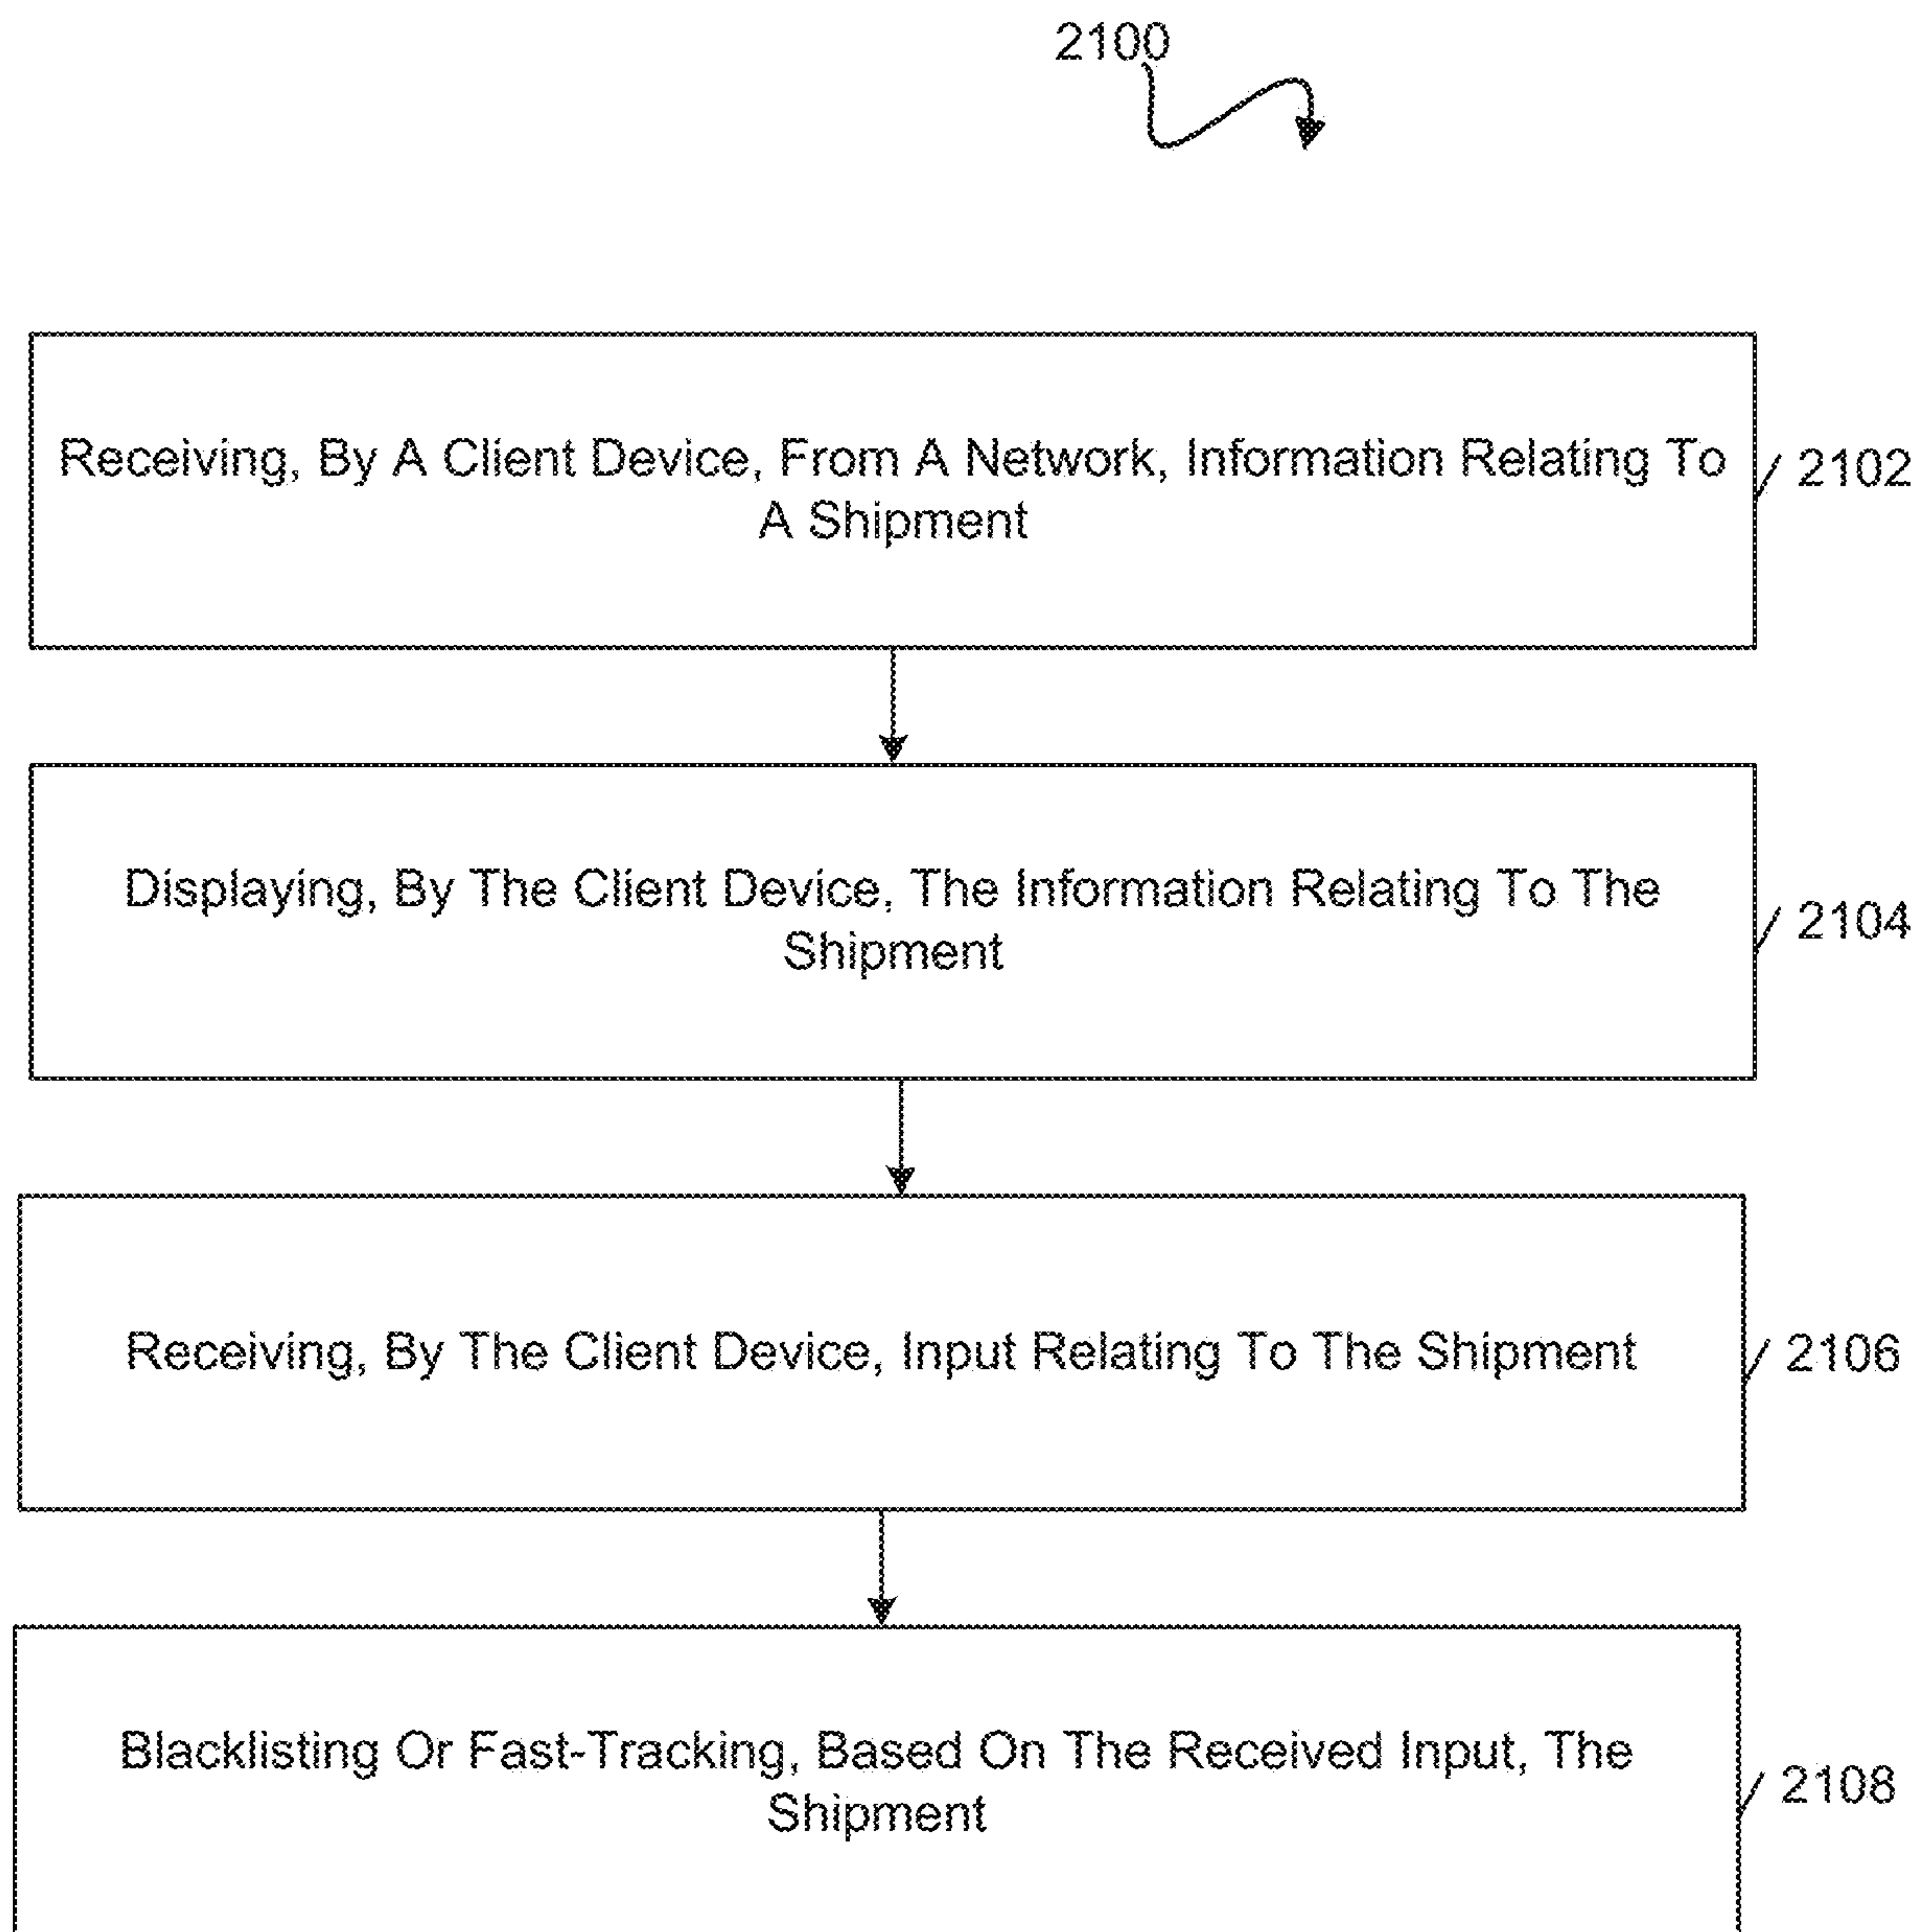 2100
Receiving, By A Client Device, From A Network, Information Relating To
A Shipment
2102
Displaying, By The Client Device, The Information Relating To The
Shipment
2104
Receiving, By The Client Device, Input Relating To The Shipment
2106
Blacklisting Or Fast-Tracking, Based On The Received Input, The
Shipment
2108